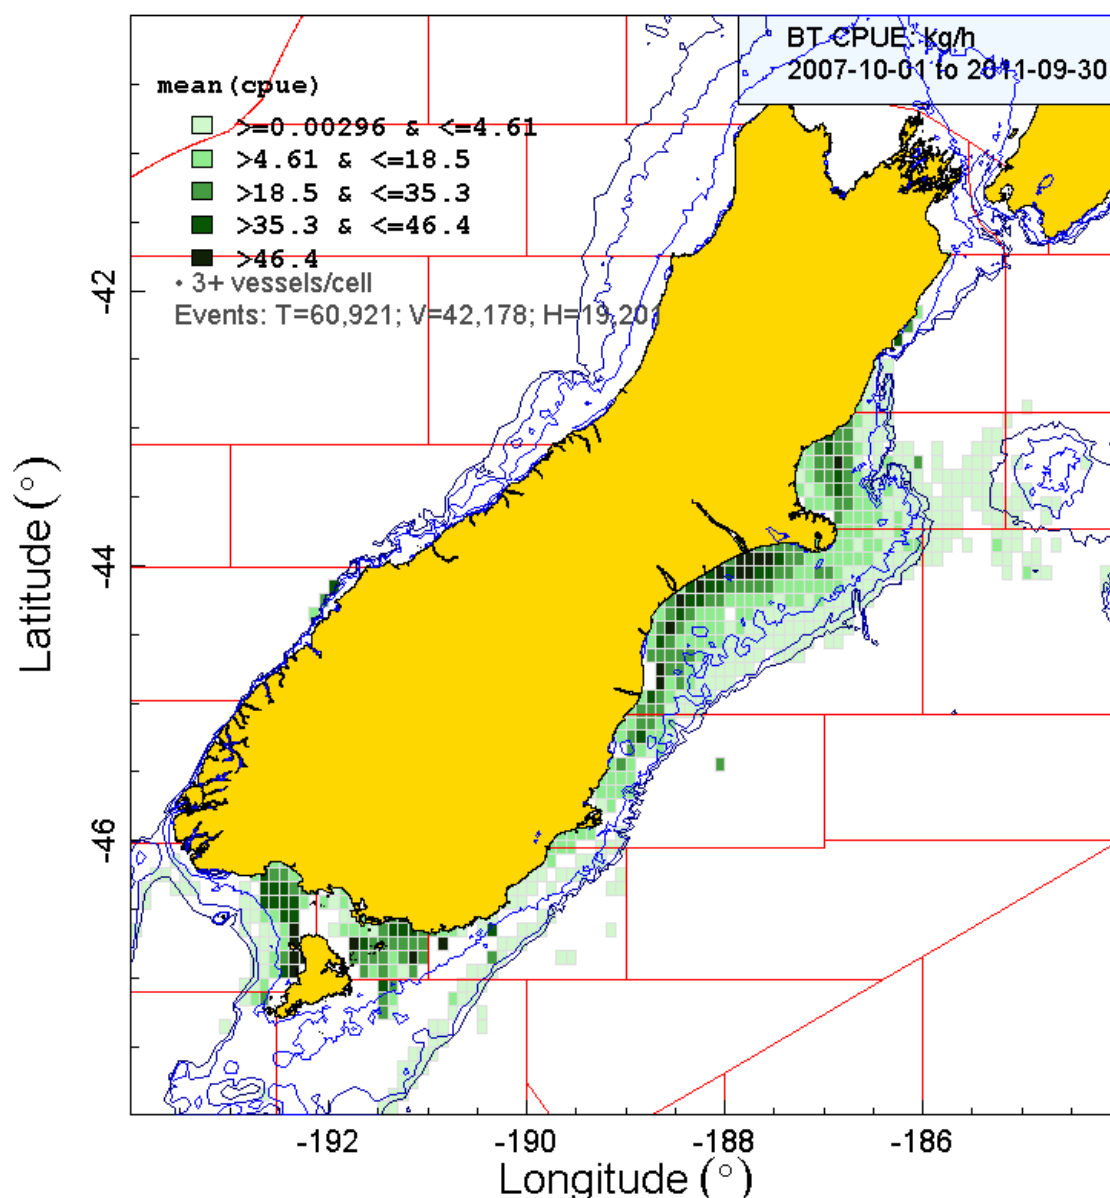 BT CPUE: Kg/h
2007-10-01 to 2011-09-30
mean(cpue)
>=0.00296 & <=4.61
>4.61 & <=18.5
>18.5 & <=35.3
>35.3 & <=46.4
>46.4
• 3+ vessels/cell
Events: T=60,921; V=42,178; H=19,201
-42
-44
-46
Latitude (°)
-192
-190
-188
-186
Longitude (°)